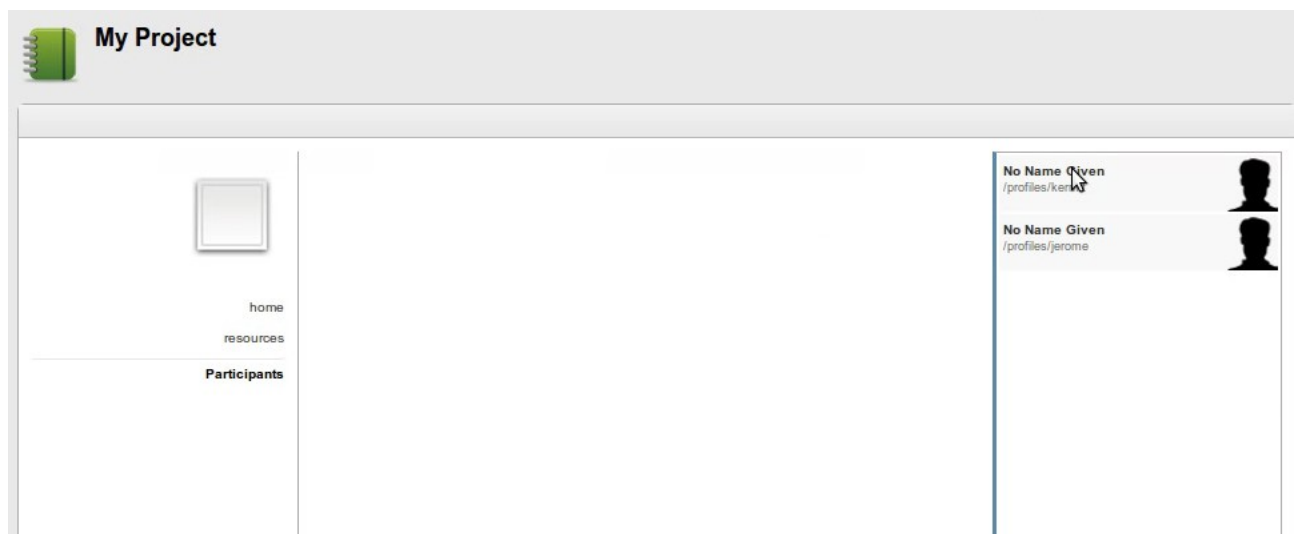 My Project
No Name Given
No Name Given
/profiles/jerome
home
resources
Participants